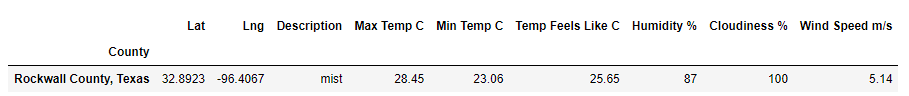 Lat Lng Description Max Temp C Min Temp C Temp Feels Like C Humidity % Cloudiness % Wind Speed m/s
County
Rockwall County, Texas 32.8923 -96.4067 mist 28.45 23.06 25.65 87 100 5.14